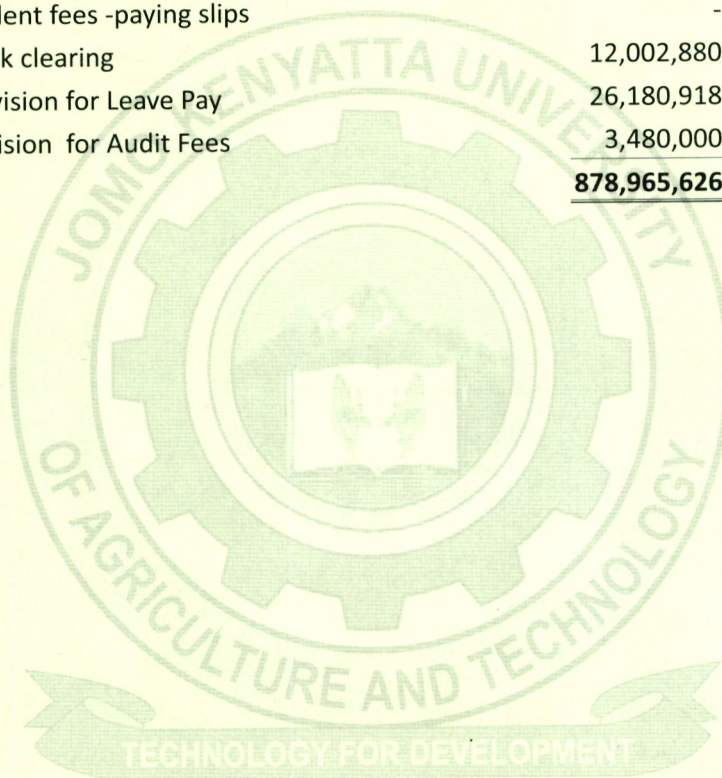 dent fees -paying slips -
k clearing 12,002,880
vision for Leave Pay 26,180,918
ision for Audit Fees 3,480,000
878,965,626
JOMO KENYATTA UNIVERSITY
OF AGRICULTURE AND TECHNOLOGY
TECHNOLOGY FOR DEVELOPMENT